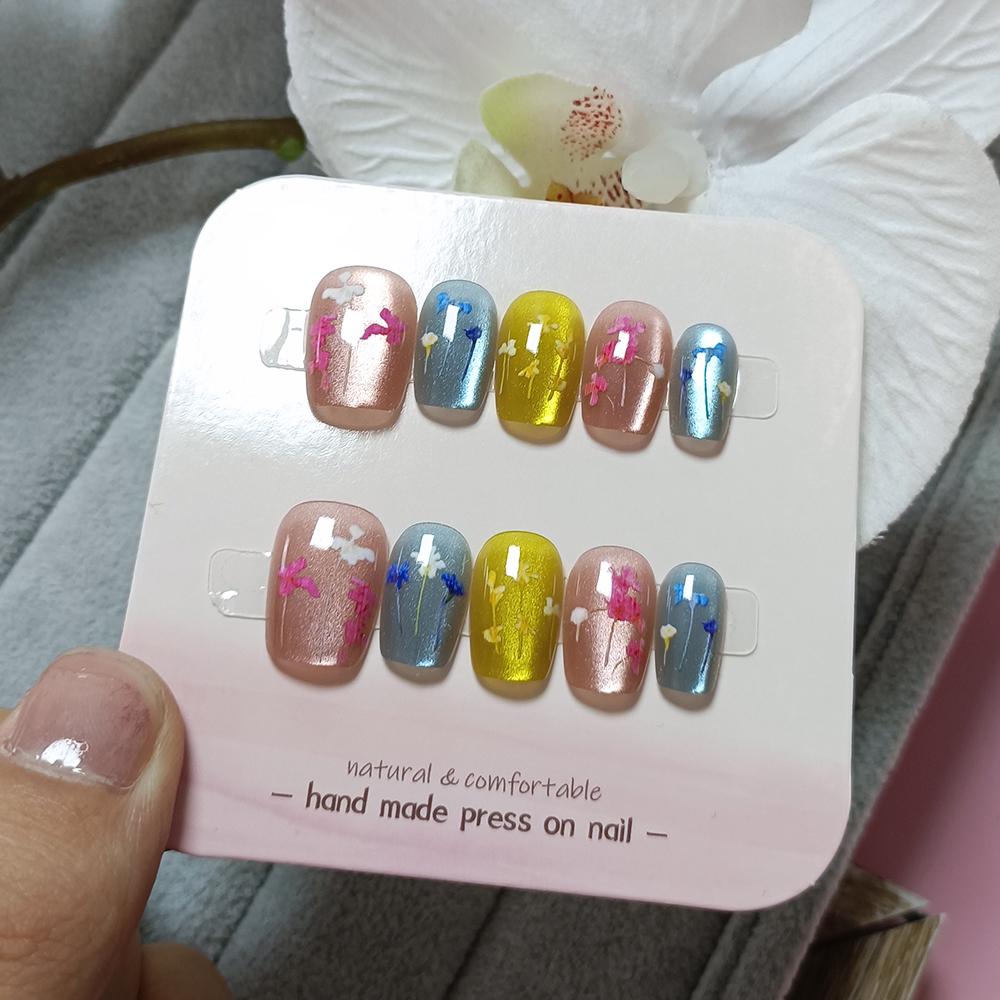 natural & comfortable
— hand made press on nail —